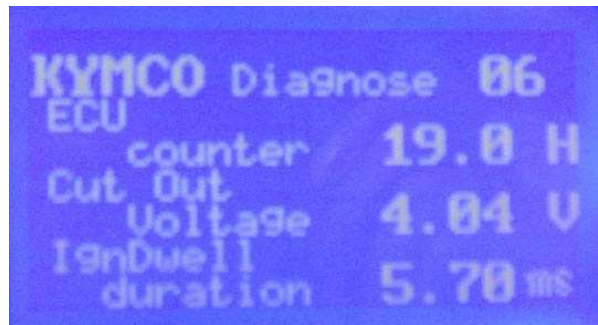 KYMCO Diagnose 06
ECU
counter 19.0 H
Cut Out
Voltage 4.04 V
IgnDwell
duration 5.70 ms